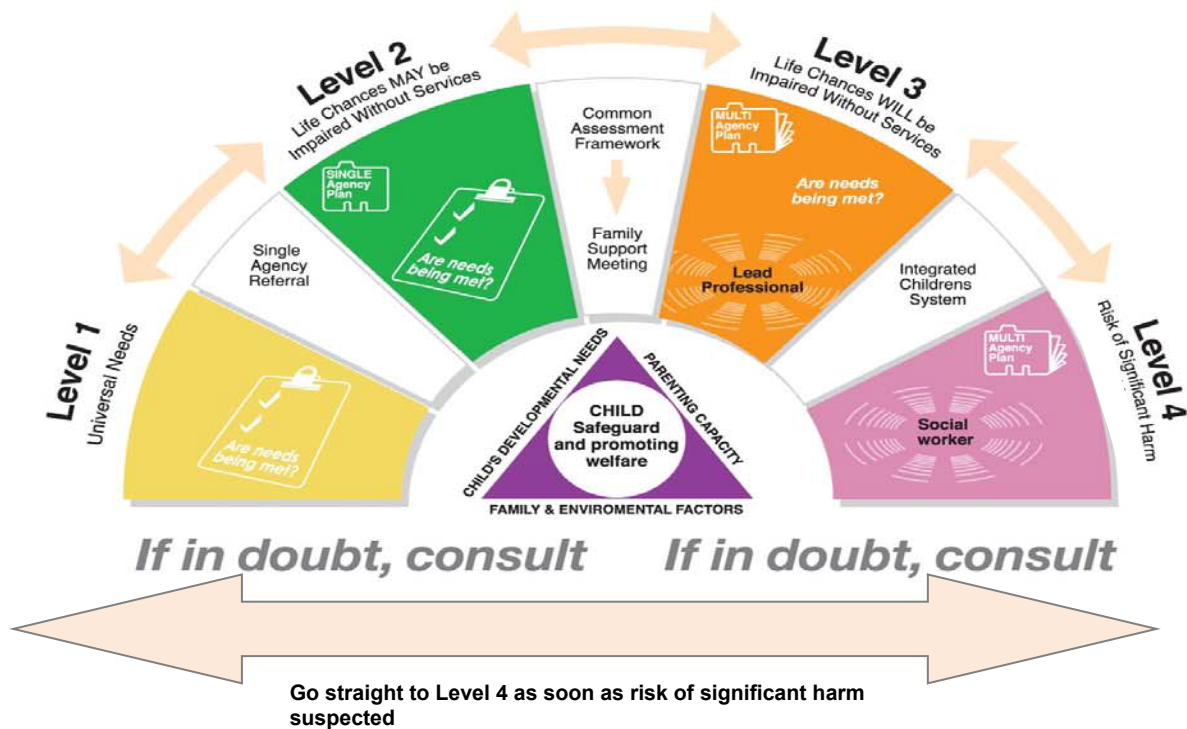 Level 1
Universal Needs
Are needs
being met?
Single
Agency
Referral
Level 2
Life Chances MAY be
Impaired Without Services
SINGLE
Agency
Plan
Are needs
being met?
Common
Assessment
Framework
Family
Support
Meeting
Level 3
Life Chances WILL be
Impaired Without Services
MULTI
Agency
Plan
Are needs
being met?
Lead
Professional
Integrated
Childrens
System
Level 4
Risk of Significant Harm
MULTI
Agency
Plan
Social
worker
CHILD'S DEVELOPMENTAL NEEDS
PARENTING CAPACITY
CHILD
Safeguard
and promoting
welfare
FAMILY & ENVIROMENTAL FACTORS
If in doubt, consult
If in doubt, consult
Go straight to Level 4 as soon as risk of significant harm
suspected